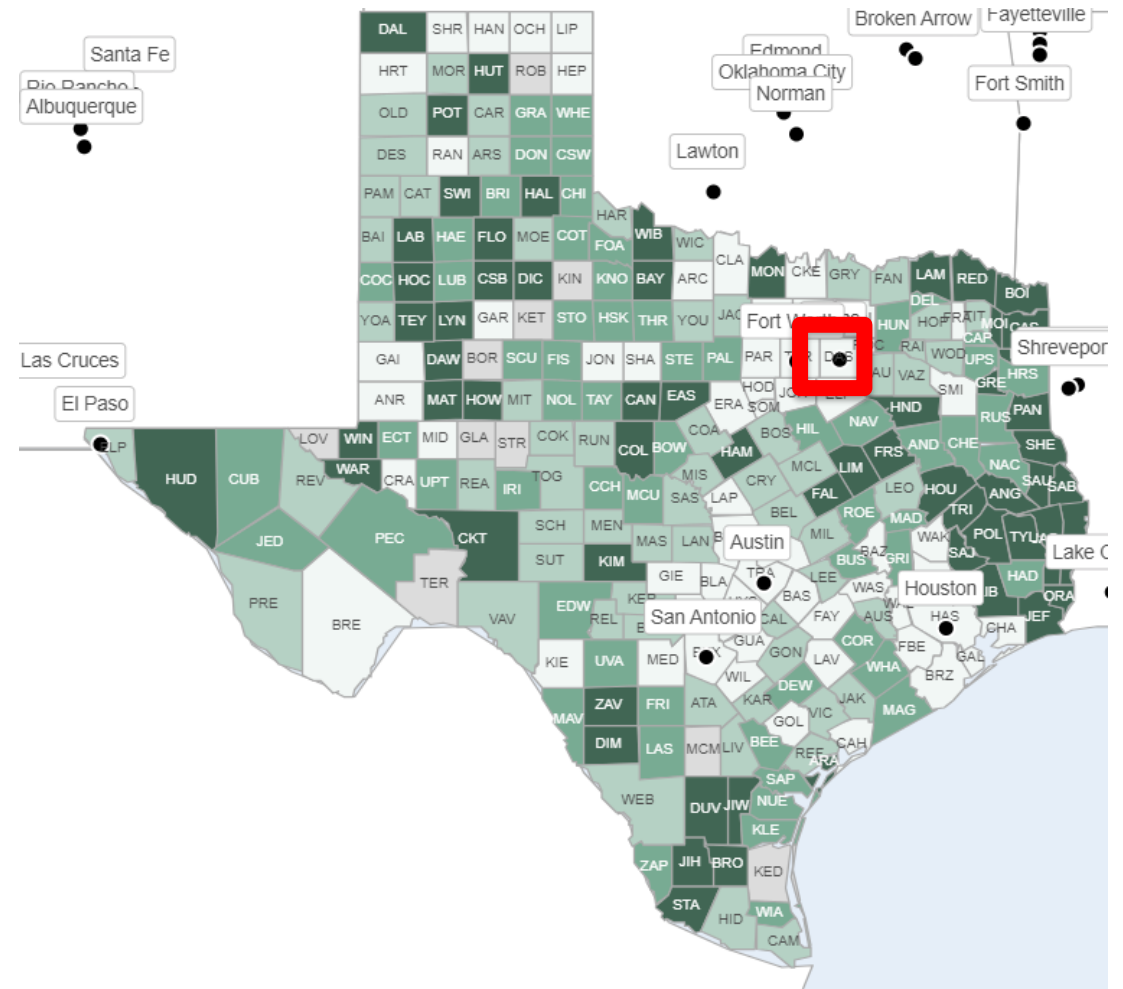 Broken Arrow
Fayetteville
DAL SHR HAN OCH LIP
Santa Fe
Edmond
HRT MOR HUT ROB HEP
Oklahoma City
Fort Smith
Rio Rancho
Albuquerque
Norman
OLD POT CAR GRA WHE
DES RAN ARS DON CSW
Lawton
PAM CAT SWI BRI HAL CHI
HAR
BAI LAB HAE FLO MOE COT FOA WIB WIC
CLA
COC HOC LUB CSB DIC KIN KNO BAY ARC MON CKE GRY FAN LAM RED BOI
DEL
YOA TEY LYN GAR KET STO HSK THR YOU JAC Fort Worth HUN HOP FRA TIT MOI CAS
CAP
Las Cruces
GAI DAW BOR SCU FIS JON SHA STE PAL PAR RAI WOD UPS
Shrevepor
VAZ SMI GRE HRS
El Paso
ANR MAT HOW MIT NOL TAY CAN EAS ERA HOD SOM HND RUS PAN
ELP
LOV WIN ECT MID GLA STR COK RUN COL BOW COA BOS HIL NAV AND CHE SHE
HUD CUB REV WAR CRA UPT REA IRI TOG CCH MCU MIS HAM CRY MCL LIM FRS NAC
SAS LAP BEL FAL LEO HOU ANG SAU SAB
JED PEC CKT SCH MEN MAS LAN MIL ROE MAD TRI
Austin
POL TYL
SUT KIM BUS BAZ GRI WAK SAJ
Lake C
PRE BRE TER GIE BLA TRA LEE WAS HAD
Houston
VAV EDW REL BAS FAY AUS HAS CHA JEF ORA
San Antonio
KIE UVA MED GUA GON LAV COR FBE GAL
WIL WHA BRZ
MAV ZAV FRI ATA KAR DEW VIC JAK MAG
GOL
DIM LAS MCM LIV BEE REF CAH
ARA
SAP
WEB DUV JIW NUE
KLE
ZAP JIH BRO KED
STA HID WIA
CAM